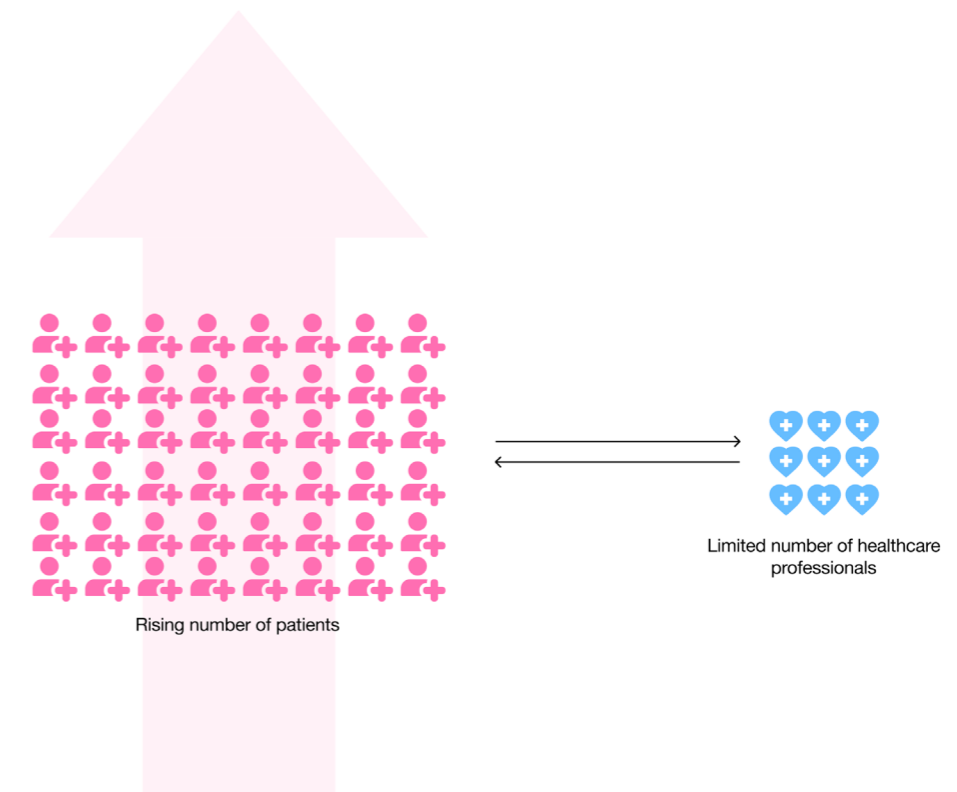 Limited number of healthcare
professionals
Rising number of patients